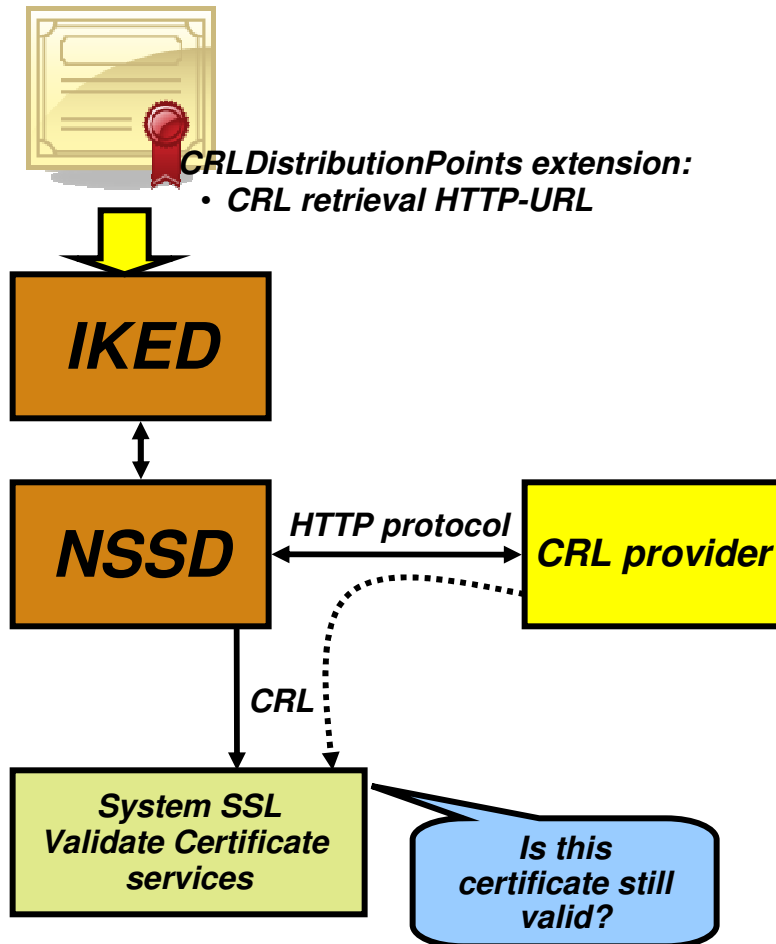 CRLDistributionPoints extension:
• CRL retrieval HTTP-URL
IKED
NSSD
HTTP protocol
CRL provider
CRL
System SSL
Validate Certificate
services
Is this
certificate still
valid?